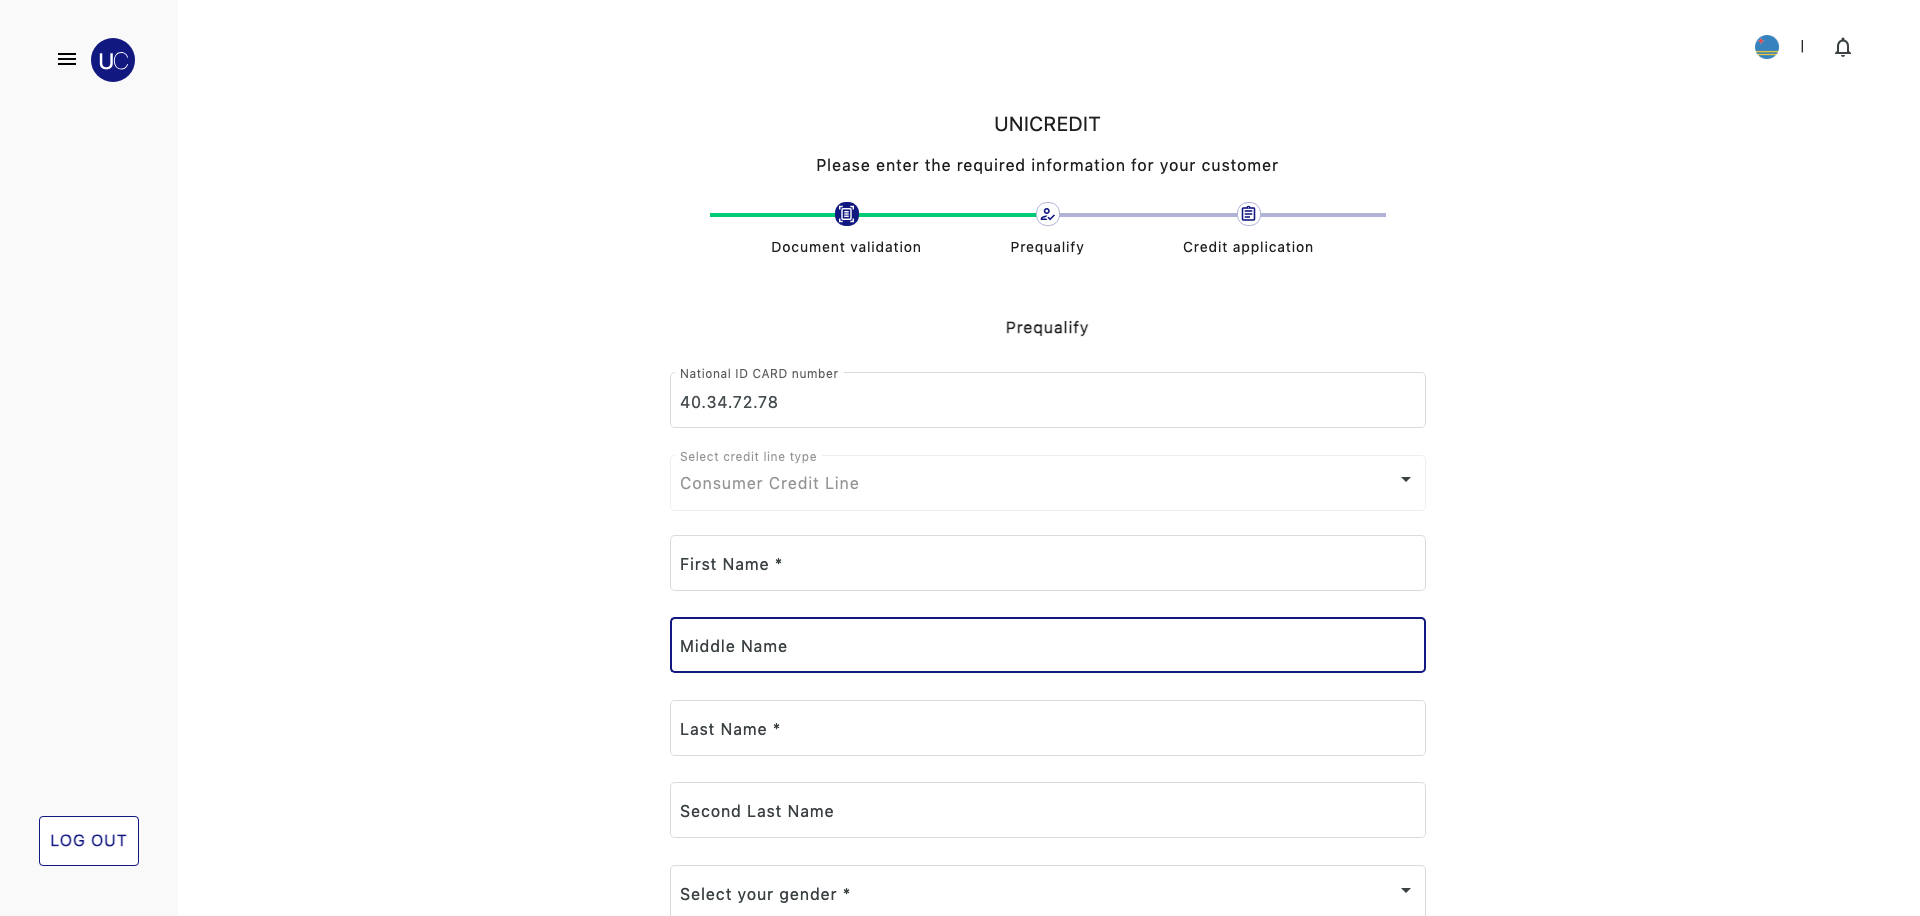 UC
UNICREDIT
Please enter the required information for your customer
Document validation
Prequalify
Credit application
Prequalify
National ID CARD number
40.34.72.78
Select credit line type
Consumer Credit Line
First Name *
Middle Name
Last Name *
Second Last Name
Select your gender *
LOG OUT